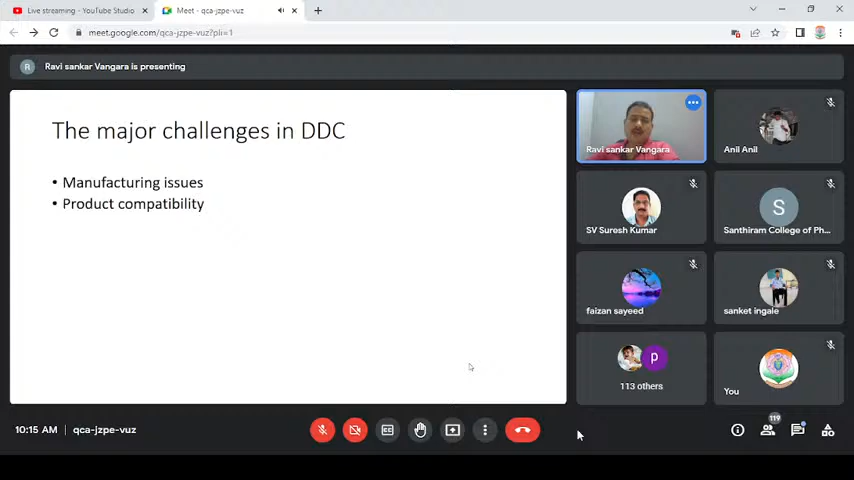 Live streaming - YouTube Studio
Meet - qca-jzpe-vuz
meet.google.com/qca-jzpe-vuz?pli=1
R
Ravi sankar Vangara is presenting
The major challenges in DDC
• Manufacturing issues
• Product compatibility
Ravi sankar Vangara
Anil Anil
SV Suresh Kumar
S
Santhiram College of Ph...
faizan sayeed
sanket ingale
p
113 others
You
10:15 AM | qca-jzpe-vuz
119